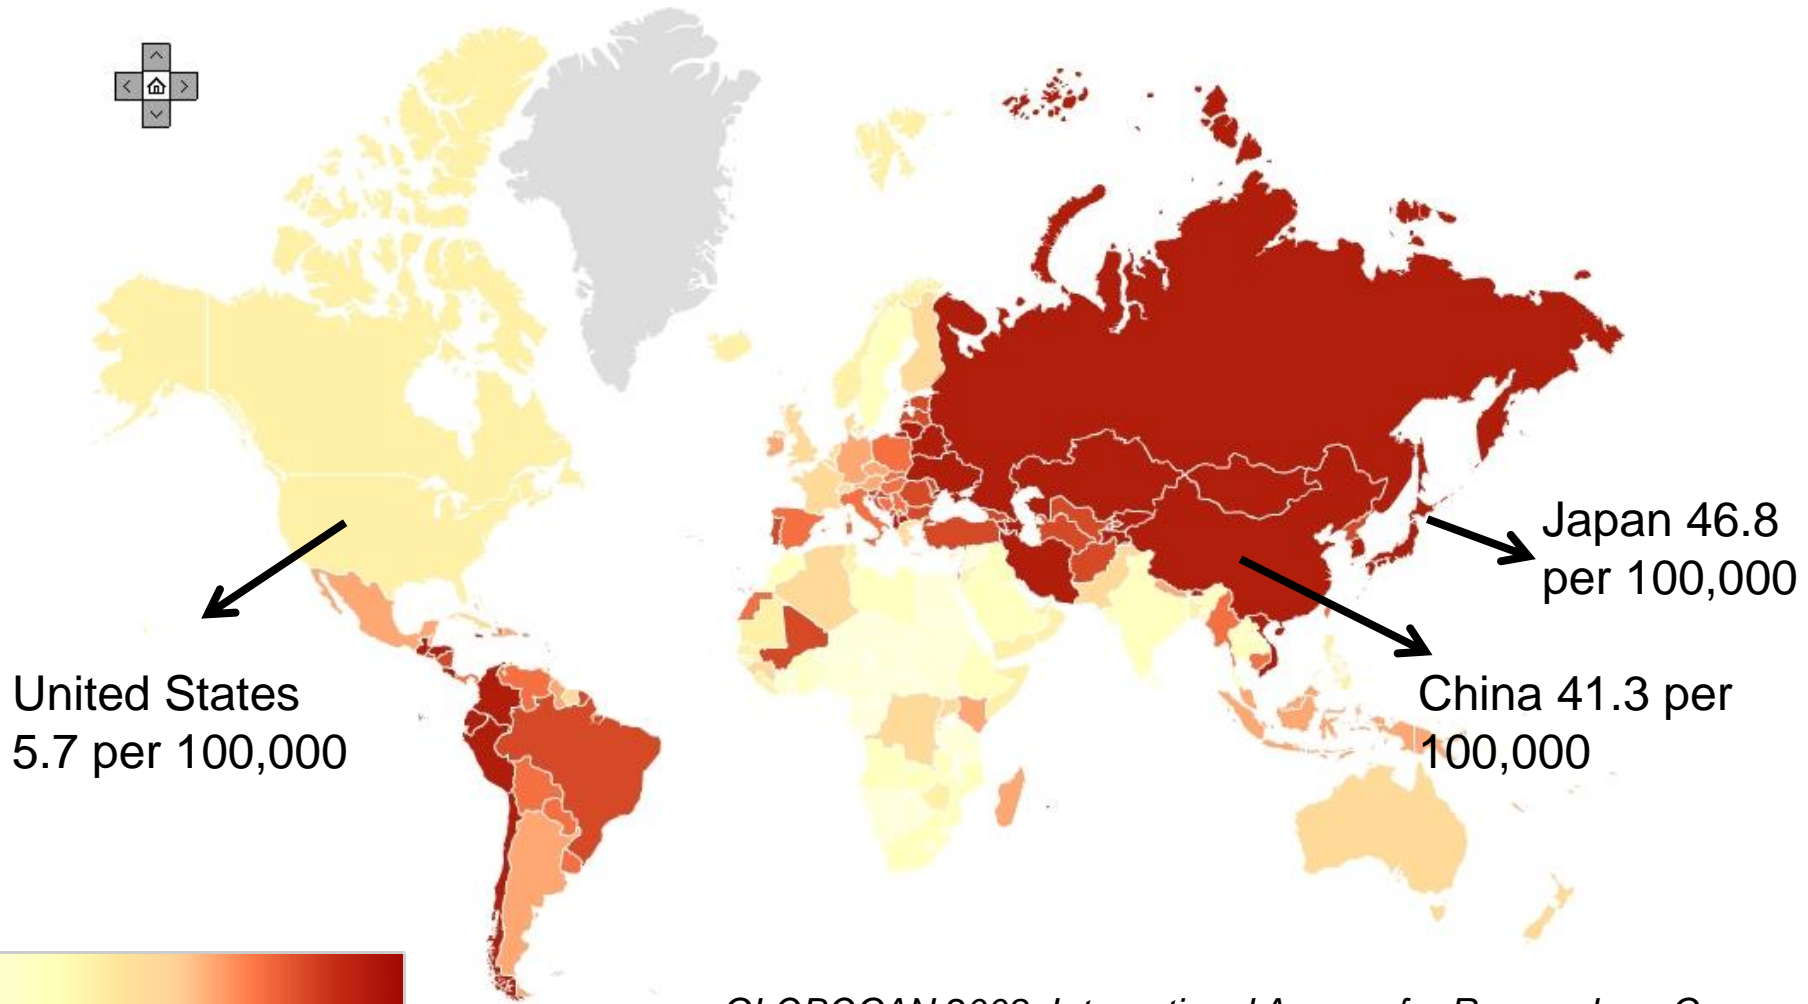 Japan 46.8
per 100,000
United States
5.7 per 100,000
China 41.3 per
100,000